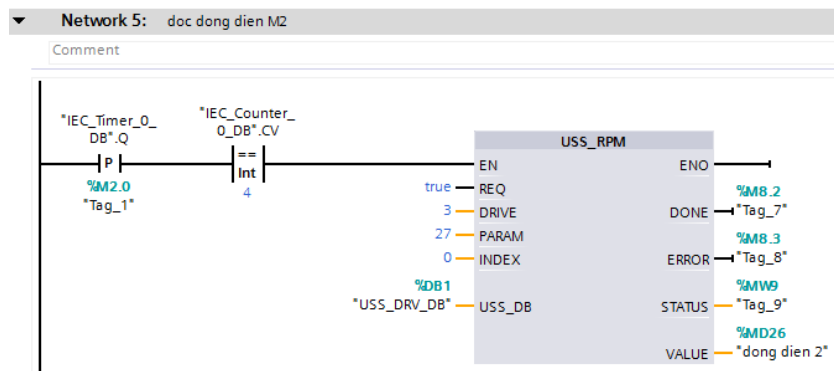 Network 5: doc dong dien M2
Comment
"IEC_Timer_0_
DB".Q
P
%M2.0
"Tag_1"
"IEC_Counter_
0_DB".CV
==
Int
4
USS_RPM
EN
ENO
true
REQ
3
DRIVE
27
PARAM
0
INDEX
%DB1
"USS_DRV_DB"
USS_DB
%M8.2
DONE
"Tag_7"
%M8.3
ERROR
"Tag_8"
%MW9
STATUS
"Tag_9"
%MD26
VALUE
"dong dien 2"